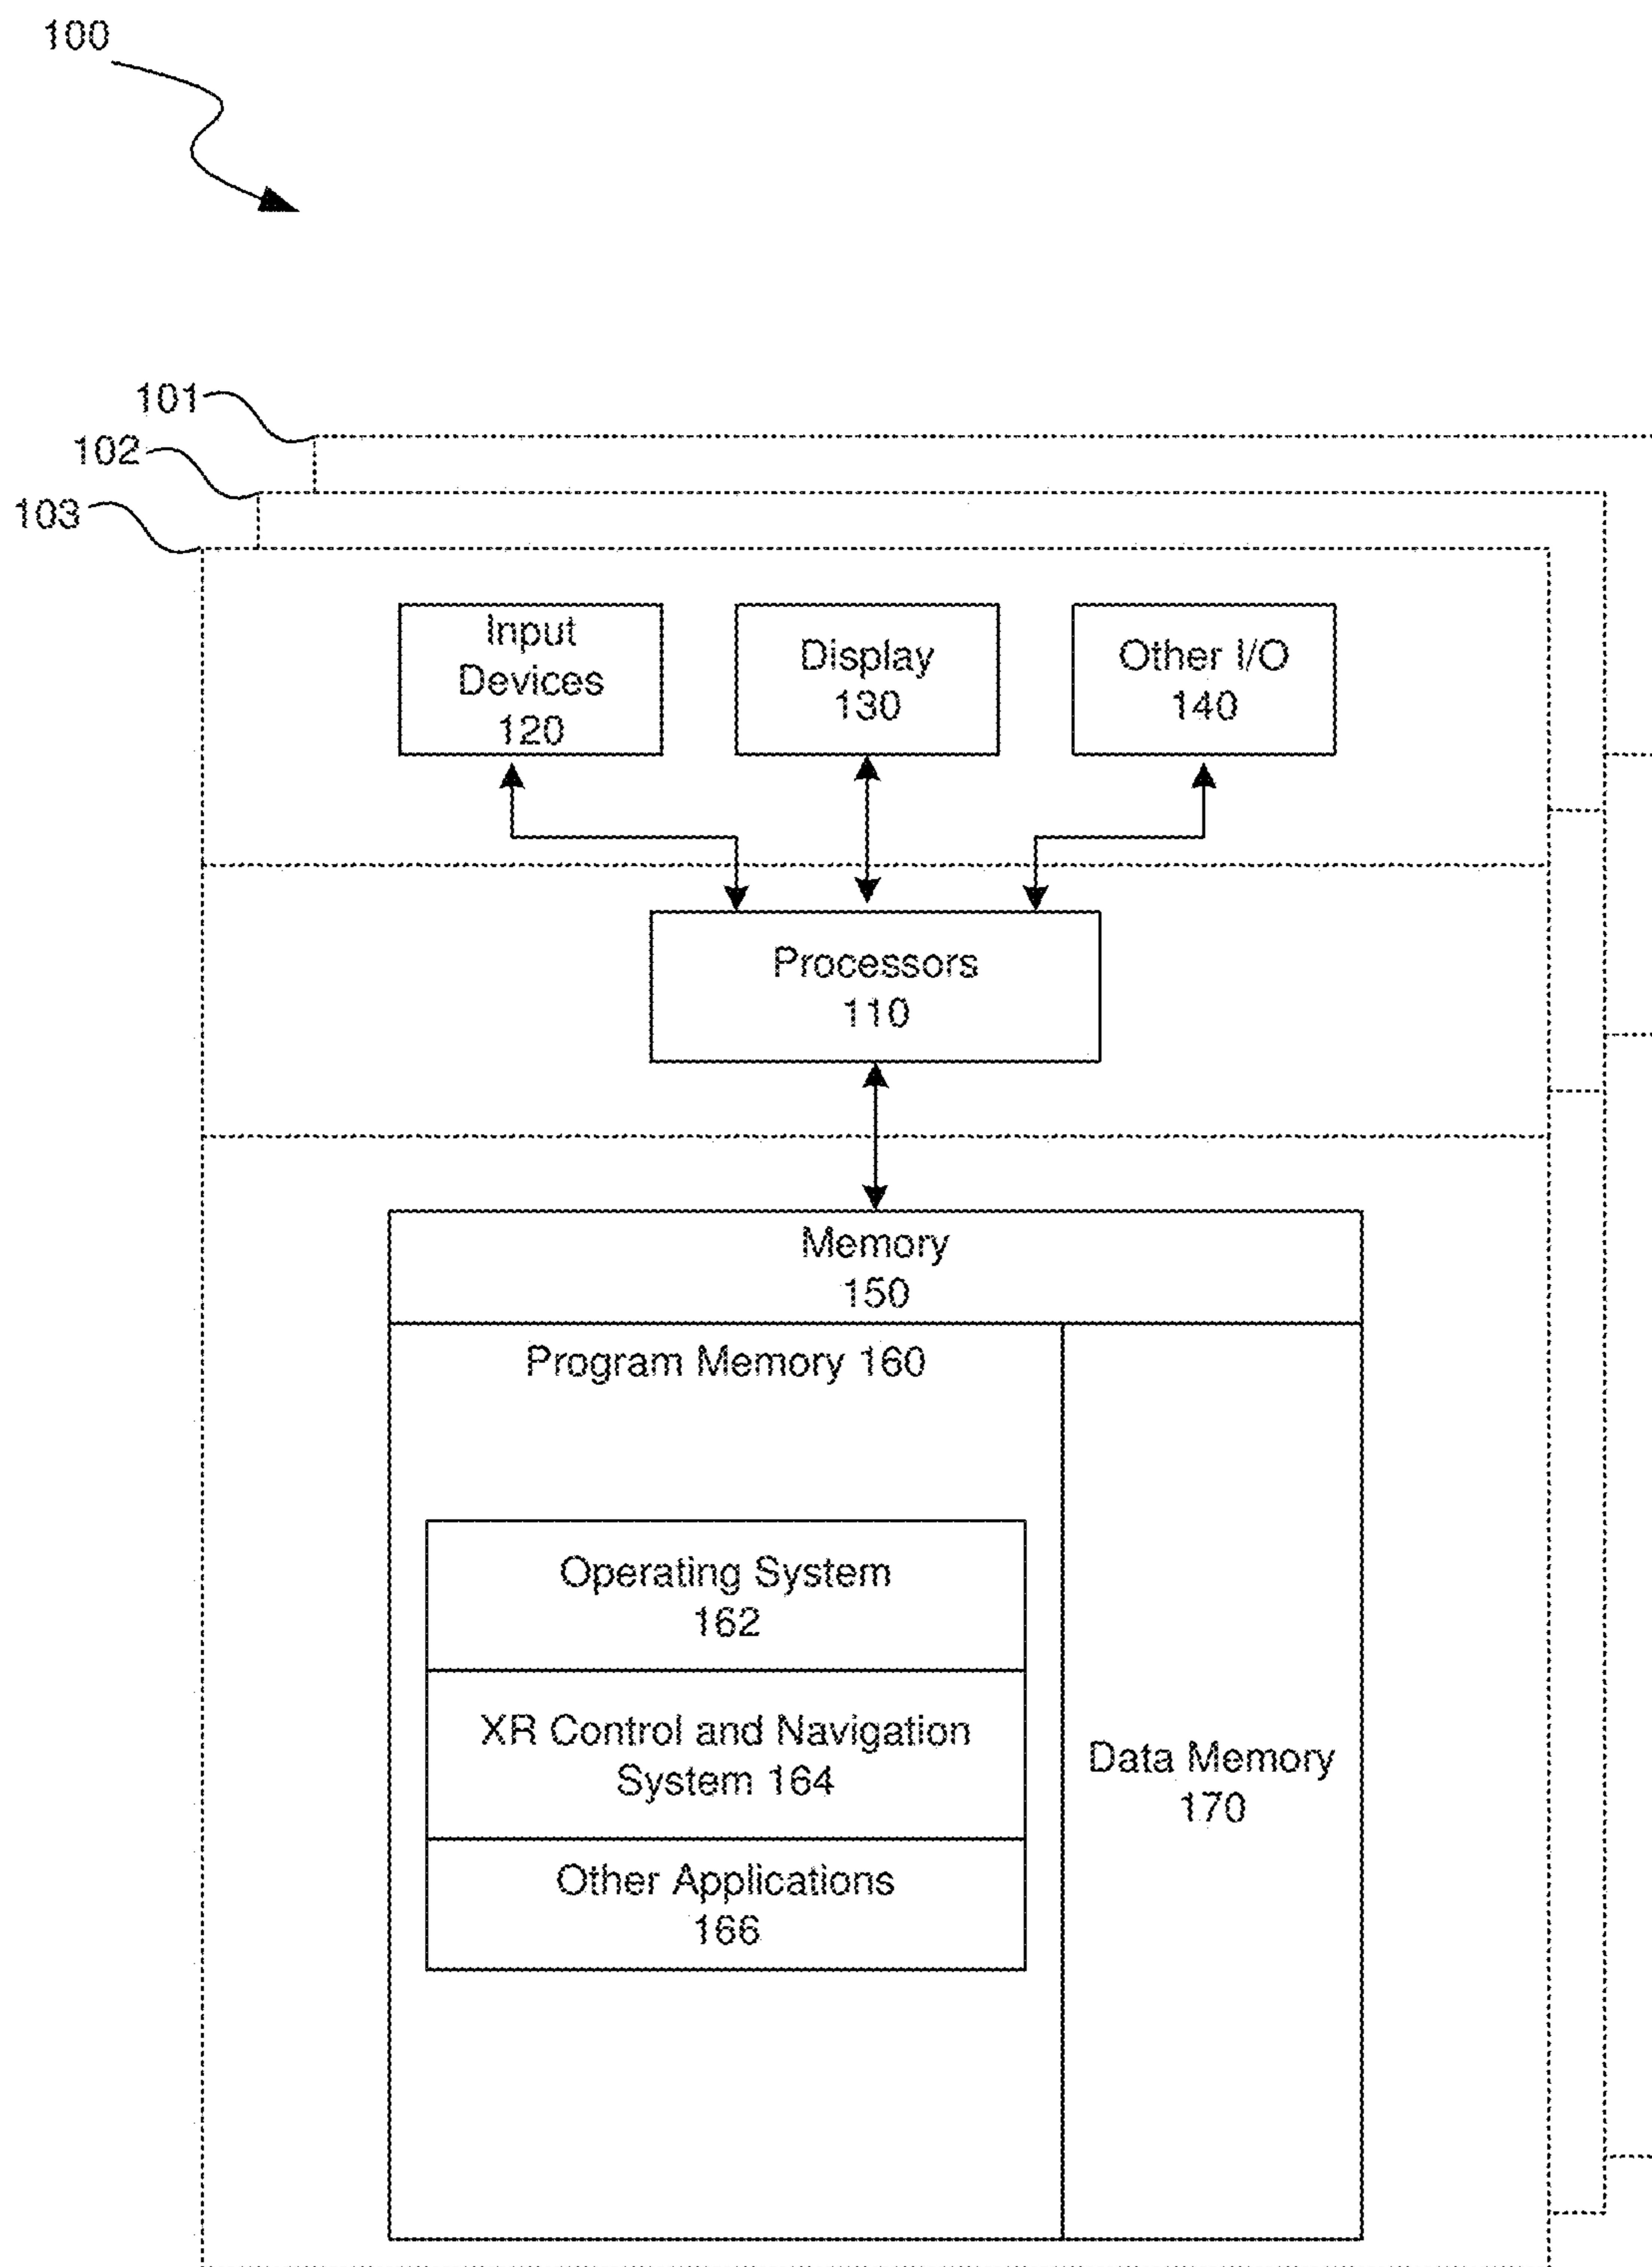 100
101
102
103
Input
Devices
120
Display
130
Other I/O
140
Processors
110
Memory
150
Program Memory 160
Operating System
162
XR Control and Navigation
System 164
Other Applications
166
Data Memory
170